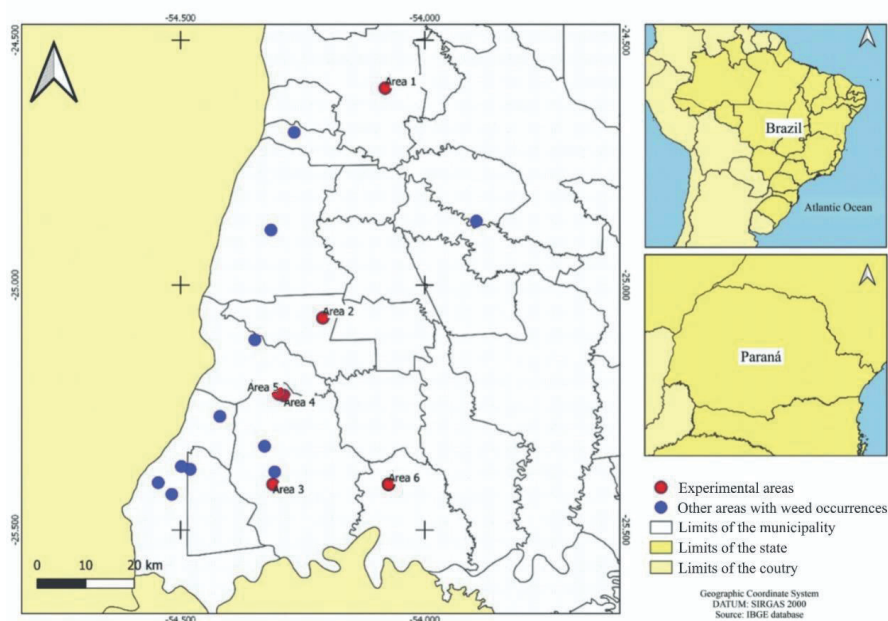 -54.500
-54.000
-24.500
-24.500
Area 1
-25.000
-25.000
Area 2
Area 5
Area 4
Area 3
Area 6
-25.500
-25.500
0 10 20 km
-54.500
-54.000
Brazil
Atlantic Ocean
Paraná
Experimental areas
Other areas with weed occurrences
Limits of the municipality
Limits of the state
Limits of the coutry
Geographic Coordinate System
DATUM: SIRGAS 2000
Source: IBGE database